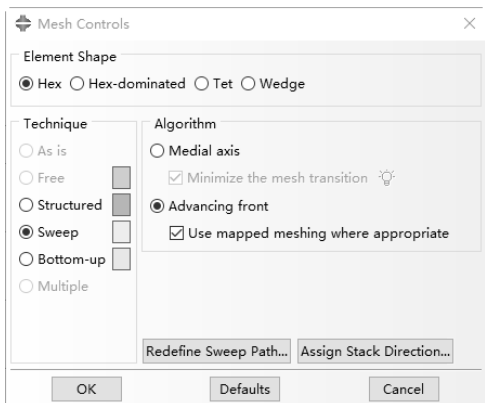 Mesh Controls
Element Shape
Hex Hex-dominated Tet Wedge
Technique
As is
Free
Structured
Sweep
Bottom-up
Multiple
Algorithm
Medial axis
Minimize the mesh transition
Advancing front
Use mapped meshing where appropriate
Redefine Sweep Path... Assign Stack Direction...
OK Defaults Cancel